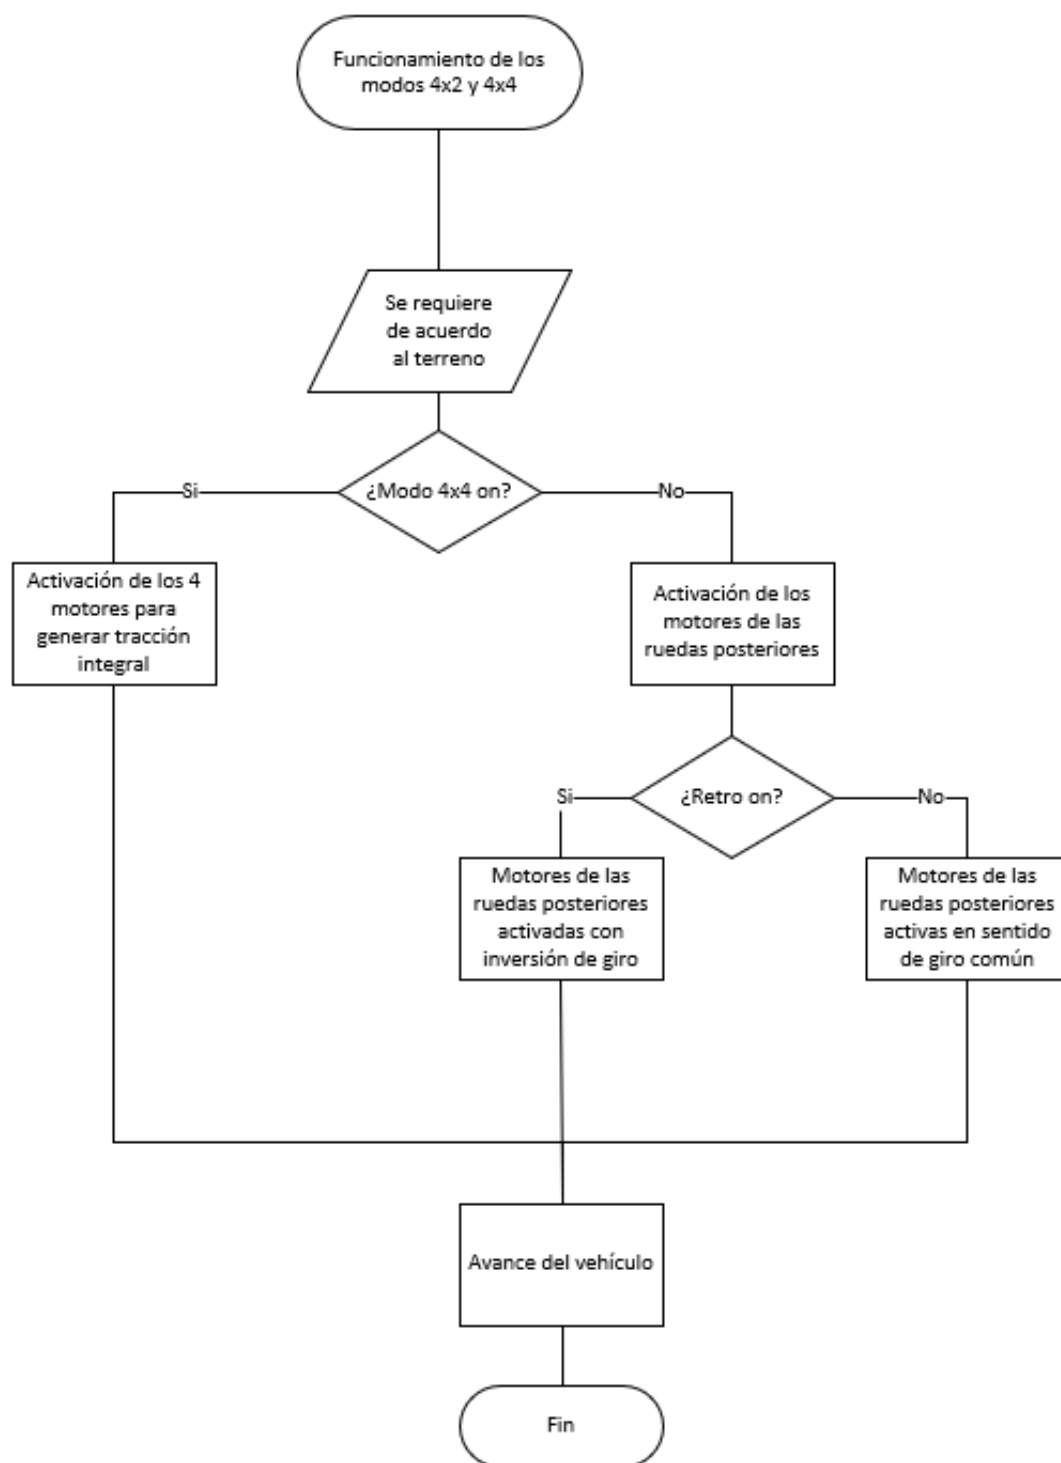 Funcionamiento de los
modos 4x2 y 4x4
Se requiere
de acuerdo
al terreno
Si
¿Modo 4x4 on?
No
Activación de los 4
motores para
generar tracción
integral
Activación de los
motores de las
ruedas posteriores
Si
¿Retro on?
No
Motores de las
ruedas posteriores
activadas con
inversión de giro
Motores de las
ruedas posteriores
activas en sentido
de giro común
Avance del vehículo
Fin